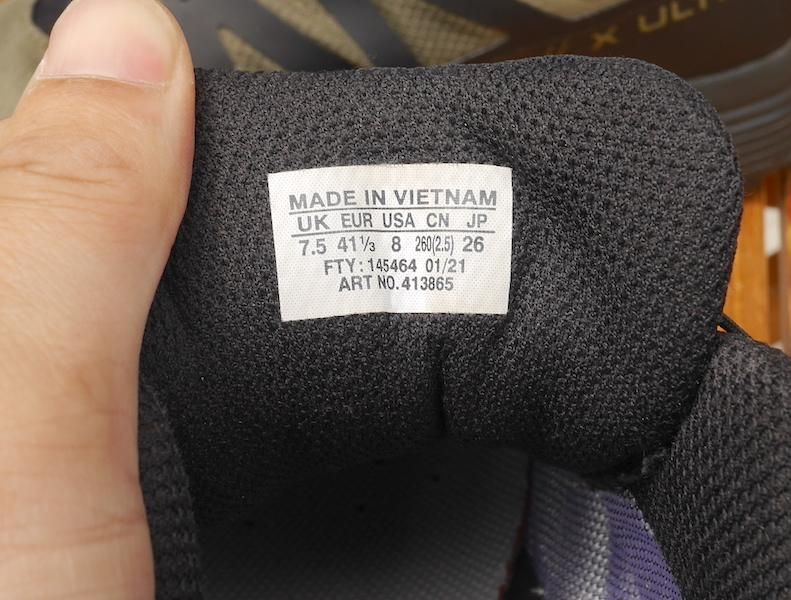 X ULT
MADE IN VIETNAM
UK EUR USA CN JP
7.5 41⅓ 8 260(2.5) 26
FTY: 145464 01/21
ART NO. 413865